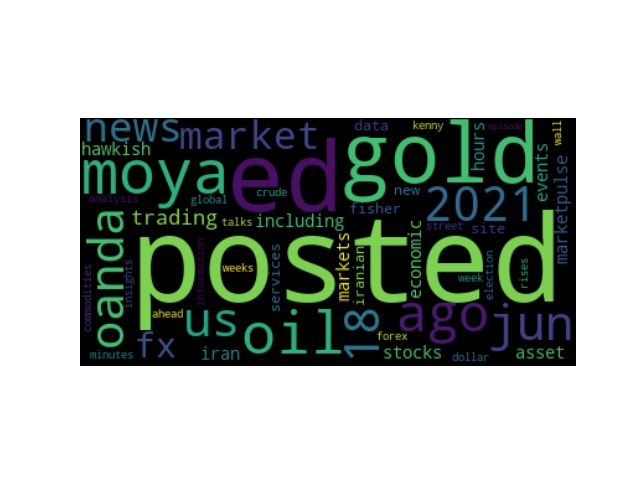 news
market
data
kenny
episode
hawkish
moya
ed
gold
hours
wall
events
analysis
global
crude
new
fisher
2021
marketpulse
trading
talks
including
street
site
oanda
posted
markets
iranian
economic
commodities
insights
information
weeks
services
week
election
rises
ahead
us
oil
18
ago
jun
fx
iran
forex
stocks
dollar
asset
minutes